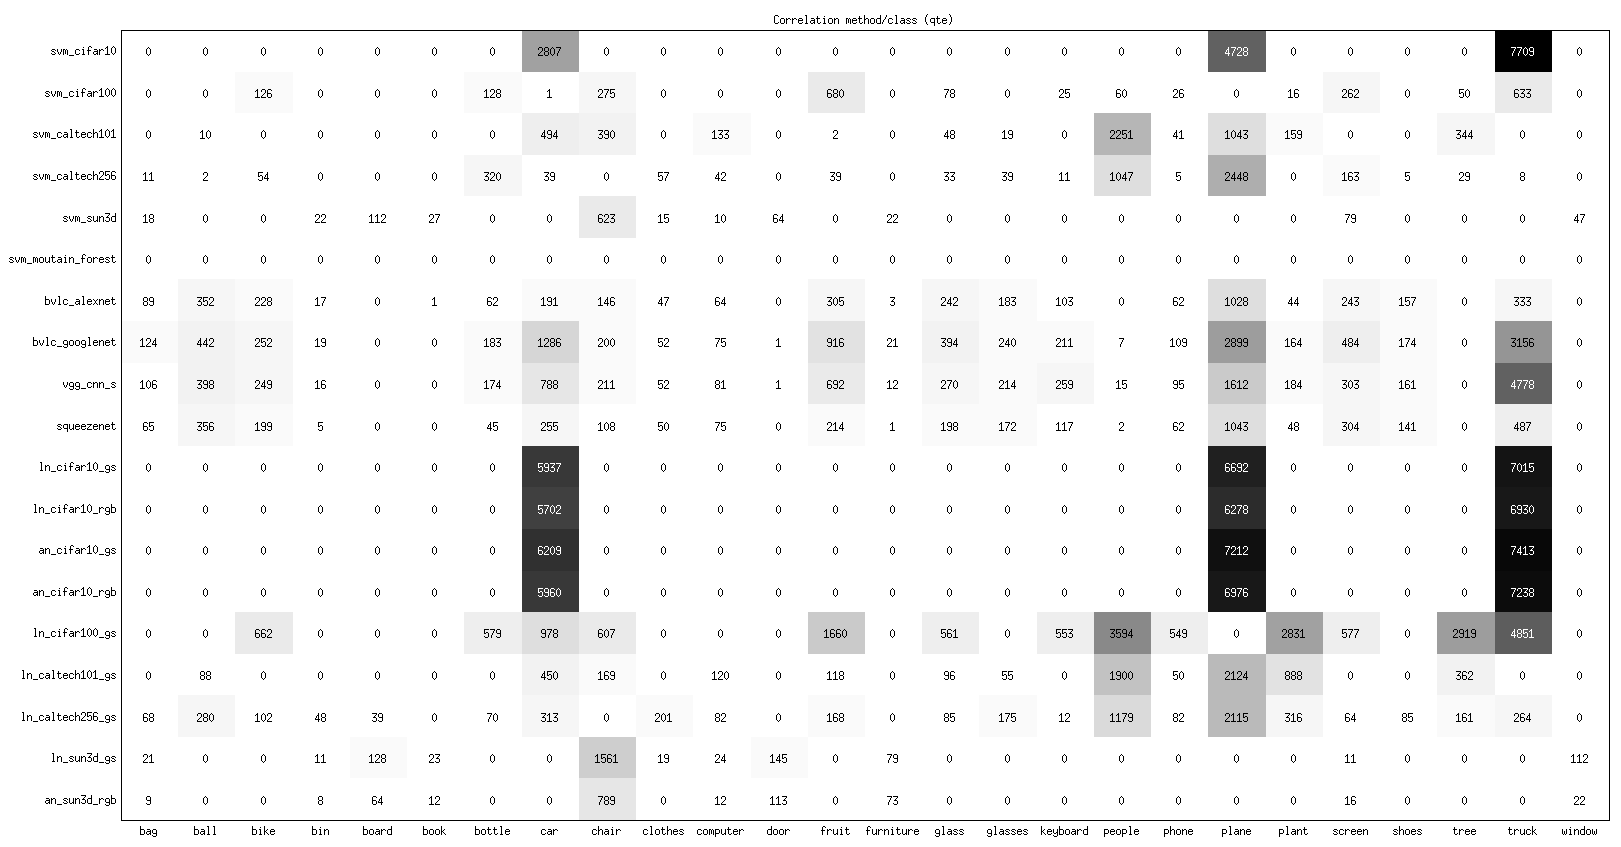 Correlation method/class (qte)
svm_cifar10 0 0 0 0 0 0 0 2807 0 0 0 0 0 0 0 0 0 0 0 4728 0 0 0 0 7709 0
svm_cifar100 0 0 126 0 0 0 128 1 275 0 0 0 680 0 78 0 25 60 26 0 16 262 0 50 633 0
svm_caltech101 0 10 0 0 0 0 0 494 390 0 133 0 2 0 48 19 0 2251 41 1043 159 0 0 344 0 0
svm_caltech256 11 2 54 0 0 0 320 39 0 57 42 0 39 0 33 39 11 1047 5 2448 0 163 5 29 8 0
svm_sun3d 18 0 0 22 112 27 0 0 623 15 10 64 0 22 0 0 0 0 0 0 0 79 0 0 0 47
svm_moutain_forest 0 0 0 0 0 0 0 0 0 0 0 0 0 0 0 0 0 0 0 0 0 0 0 0 0 0
bvlc_alexnet 89 352 228 17 0 1 62 191 146 47 64 0 305 3 242 183 103 0 62 1028 44 243 157 0 333 0
bvlc_googlenet 124 442 252 19 0 0 183 1286 200 52 75 1 916 21 394 240 211 7 109 2899 164 484 174 0 3156 0
vgg_cnn_s 106 398 249 16 0 0 174 788 211 52 81 1 692 12 270 214 259 15 95 1612 184 303 161 0 4778 0
squeezenet 65 356 199 5 0 0 45 255 108 50 75 0 214 1 198 172 117 2 62 1043 48 304 141 0 487 0
ln_cifar10_gs 0 0 0 0 0 0 0 5937 0 0 0 0 0 0 0 0 0 0 0 6692 0 0 0 0 7015 0
ln_cifar10_rgb 0 0 0 0 0 0 0 5702 0 0 0 0 0 0 0 0 0 0 0 6278 0 0 0 0 6930 0
an_cifar10_gs 0 0 0 0 0 0 0 6209 0 0 0 0 0 0 0 0 0 0 0 7212 0 0 0 0 7413 0
an_cifar10_rgb 0 0 0 0 0 0 0 5960 0 0 0 0 0 0 0 0 0 0 0 6976 0 0 0 0 7238 0
ln_cifar100_gs 0 0 662 0 0 0 579 978 607 0 0 0 1660 0 561 0 553 3594 549 0 2831 577 0 2919 4851 0
ln_caltech101_gs 0 88 0 0 0 0 0 450 169 0 120 0 118 0 96 55 0 1900 50 2124 888 0 0 362 0 0
ln_caltech256_gs 68 280 102 48 39 0 70 313 0 201 82 0 168 0 85 175 12 1179 82 2115 316 64 85 161 264 0
ln_sun3d_gs 21 0 0 11 128 23 0 0 1561 19 24 145 0 79 0 0 0 0 0 0 0 11 0 0 0 112
an_sun3d_rgb 9 0 0 8 64 12 0 0 789 0 12 113 0 73 0 0 0 0 0 0 0 16 0 0 0 22
bag ball bike bin board book bottle car chair clothes computer door fruit furniture glass glasses keyboard people phone plane plant screen shoes tree truck window